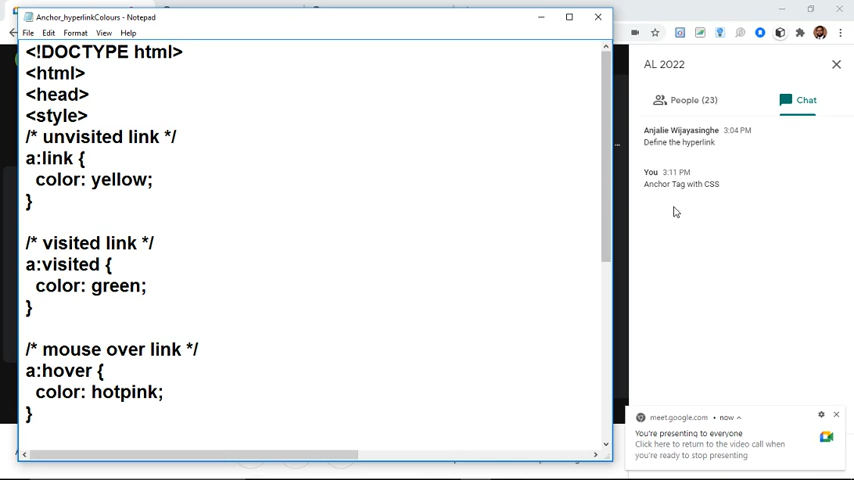 Anchor_hyperlinkColours - Notepad
File Edit Format View Help
<!DOCTYPE html>
<html>
<head>
<style>
/* unvisited link */
a:link {
color: yellow;
}
/* visited link */
a:visited {
color: green;
}
/* mouse over link */
a:hover {
color: hotpink;
}
AL 2022
People (23)
Chat
Anjalie Wijayasinghe 3:04 PM
Define the hyperlink
You 3:11 PM
Anchor Tag with CSS
meet.google.com • now
You're presenting to everyone
Click here to return to the video call when
you're ready to stop presenting